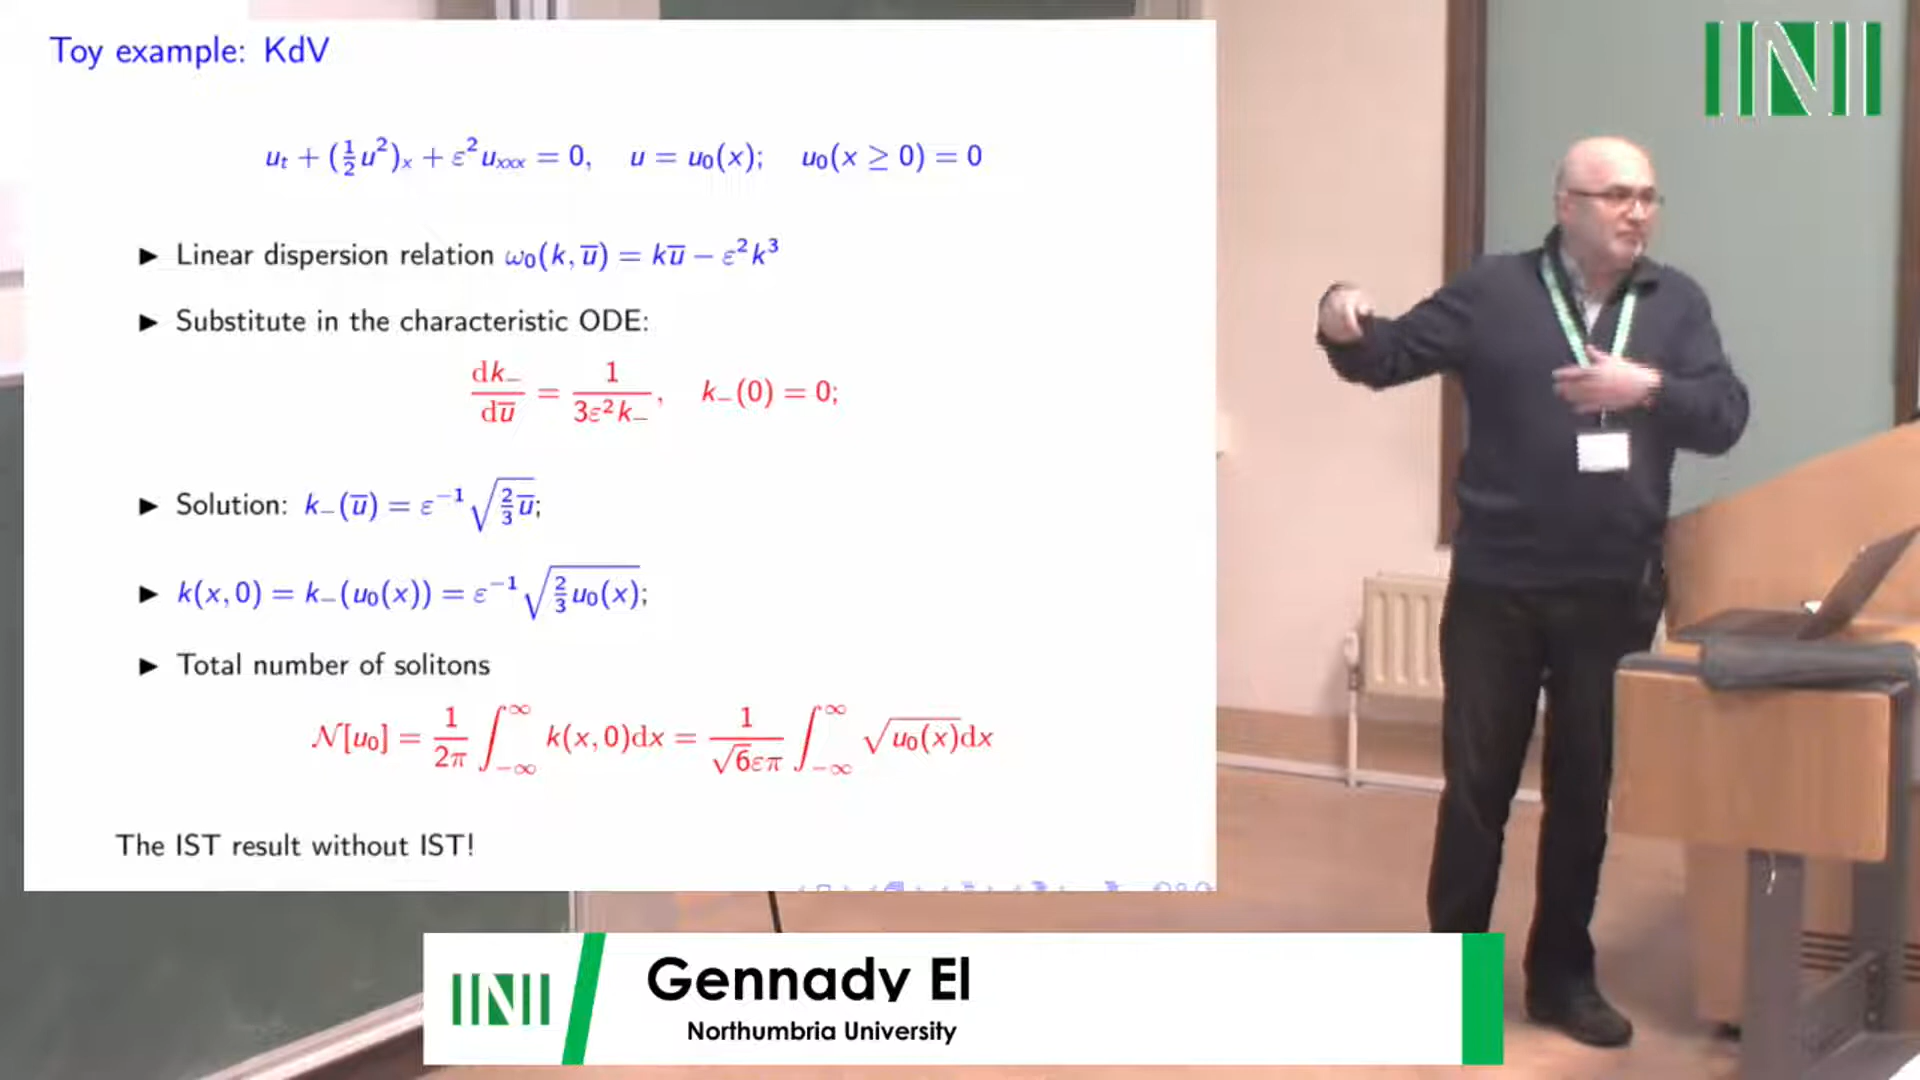 Toy example: KdV
u_t + (½u²)_x + ε²u_xxx = 0, u = u₀(x); u₀(x ≥ 0) = 0
▶ Linear dispersion relation ω₀(k, u̅) = ku̅ − ε²k³
▶ Substitute in the characteristic ODE:
dk₋/du̅ = 1/(3ε²k₋), k₋(0) = 0;
▶ Solution: k₋(u̅) = ε⁻¹√(⅔u̅);
▶ k(x, 0) = k₋(u₀(x)) = ε⁻¹√(⅔u₀(x));
▶ Total number of solitons
𝒩[u₀] = 1/(2π) ∫_{−∞}^{∞} k(x, 0)dx = 1/(√6επ) ∫_{−∞}^{∞} √(u₀(x))dx
The IST result without IST!
INI
INI
Gennady El
Northumbria University